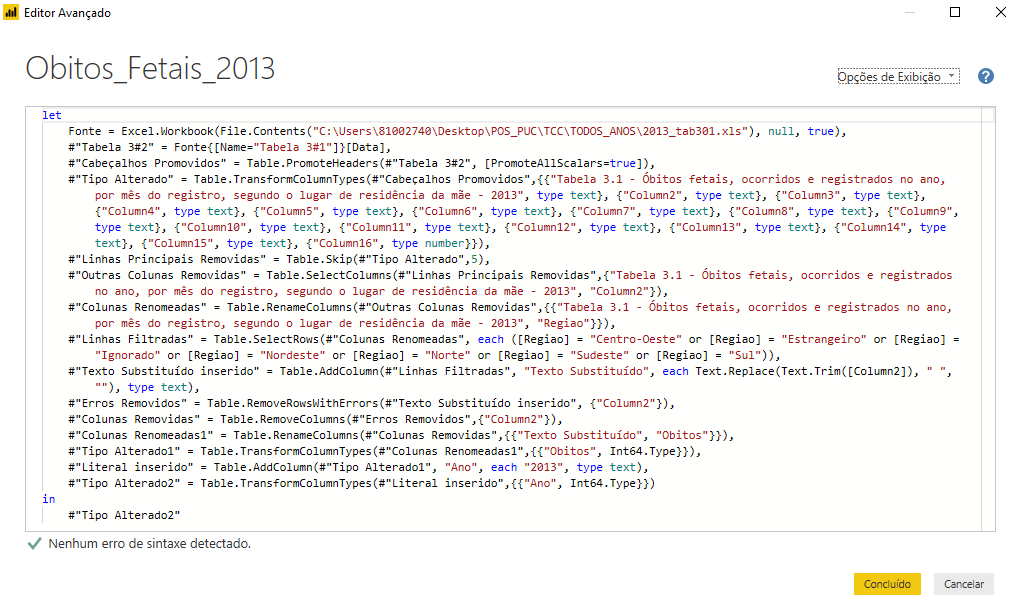 Editor Avançado
Obitos_Fetais_2013
Opções de Exibição
?
let
Fonte = Excel.Workbook(File.Contents("C:\Users\81002740\Desktop\POS_PUC\TCC\TODOS_ANOS\2013_tab301.xls"), null, true),
#"Tabela 3#2" = Fonte{[Name="Tabela 3#1"]}[Data],
#"Cabeçalhos Promovidos" = Table.PromoteHeaders(#"Tabela 3#2", [PromoteAllScalars=true]),
#"Tipo Alterado" = Table.TransformColumnTypes(#"Cabeçalhos Promovidos",{{"Tabela 3.1 - Óbitos fetais, ocorridos e registrados no ano,
por mês do registro, segundo o lugar de residência da mãe - 2013", type text}, {"Column2", type text}, {"Column3", type text},
{"Column4", type text}, {"Column5", type text}, {"Column6", type text}, {"Column7", type text}, {"Column8", type text}, {"Column9",
type text}, {"Column10", type text}, {"Column11", type text}, {"Column12", type text}, {"Column13", type text}, {"Column14", type
text}, {"Column15", type text}, {"Column16", type number}}),
#"Linhas Principais Removidas" = Table.Skip(#"Tipo Alterado",5),
#"Outras Colunas Removidas" = Table.SelectColumns(#"Linhas Principais Removidas",{"Tabela 3.1 - Óbitos fetais, ocorridos e registrados
no ano, por mês do registro, segundo o lugar de residência da mãe - 2013", "Column2"}),
#"Colunas Renomeadas" = Table.RenameColumns(#"Outras Colunas Removidas",{{"Tabela 3.1 - Óbitos fetais, ocorridos e registrados no ano,
por mês do registro, segundo o lugar de residência da mãe - 2013", "Regiao"}}),
#"Linhas Filtradas" = Table.SelectRows(#"Colunas Renomeadas", each ([Regiao] = "Centro-Oeste" or [Regiao] = "Estrangeiro" or [Regiao] =
"Ignorado" or [Regiao] = "Nordeste" or [Regiao] = "Norte" or [Regiao] = "Sudeste" or [Regiao] = "Sul")),
#"Texto Substituído inserido" = Table.AddColumn(#"Linhas Filtradas", "Texto Substituído", each Text.Replace(Text.Trim([Column2]), " ",
""), type text),
#"Erros Removidos" = Table.RemoveRowsWithErrors(#"Texto Substituído inserido", {"Column2"}),
#"Colunas Removidas" = Table.RemoveColumns(#"Erros Removidos",{"Column2"}),
#"Colunas Renomeadas1" = Table.RenameColumns(#"Colunas Removidas",{{"Texto Substituído", "Obitos"}}),
#"Tipo Alterado1" = Table.TransformColumnTypes(#"Colunas Renomeadas1",{{"Obitos", Int64.Type}}),
#"Literal inserido" = Table.AddColumn(#"Tipo Alterado1", "Ano", each "2013", type text),
#"Tipo Alterado2" = Table.TransformColumnTypes(#"Literal inserido",{{"Ano", Int64.Type}})
in
#"Tipo Alterado2"
Nenhum erro de sintaxe detectado.
Concluído Cancelar